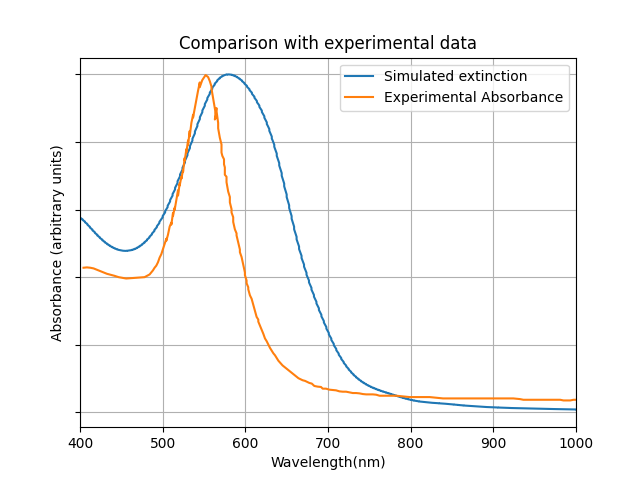 Comparison with experimental data
Simulated extinction
Experimental Absorbance
Absorbance (arbitrary units)
400 500 600 700 800 900 1000
Wavelength(nm)